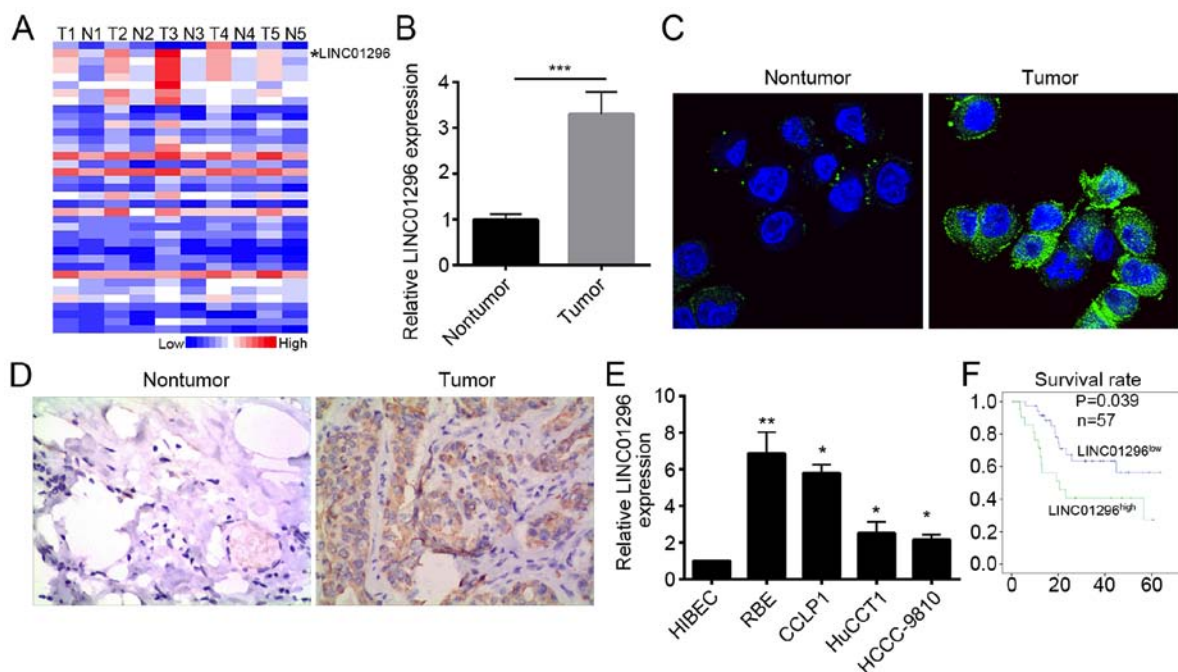 A
T1 N1 T2 N2 T3 N3 T4 N4 T5 N5
*LINC01296
Low High
B
Relative LINC01296 expression
4
3
2
1
0
***
Nontumor
Tumor
C
Nontumor Tumor
D
Nontumor Tumor
E
Relative LINC01296
expression
10
8
6
4
2
0
**
*
*
*
HIBEC
RBE
CCLP1
HuCCT1
HCCC-9810
F
Survival rate
P=0.039
n=57
1.0
0.8
0.6
0.4
0.2
0.0
LINC01296low
LINC01296high
0 20 40 60